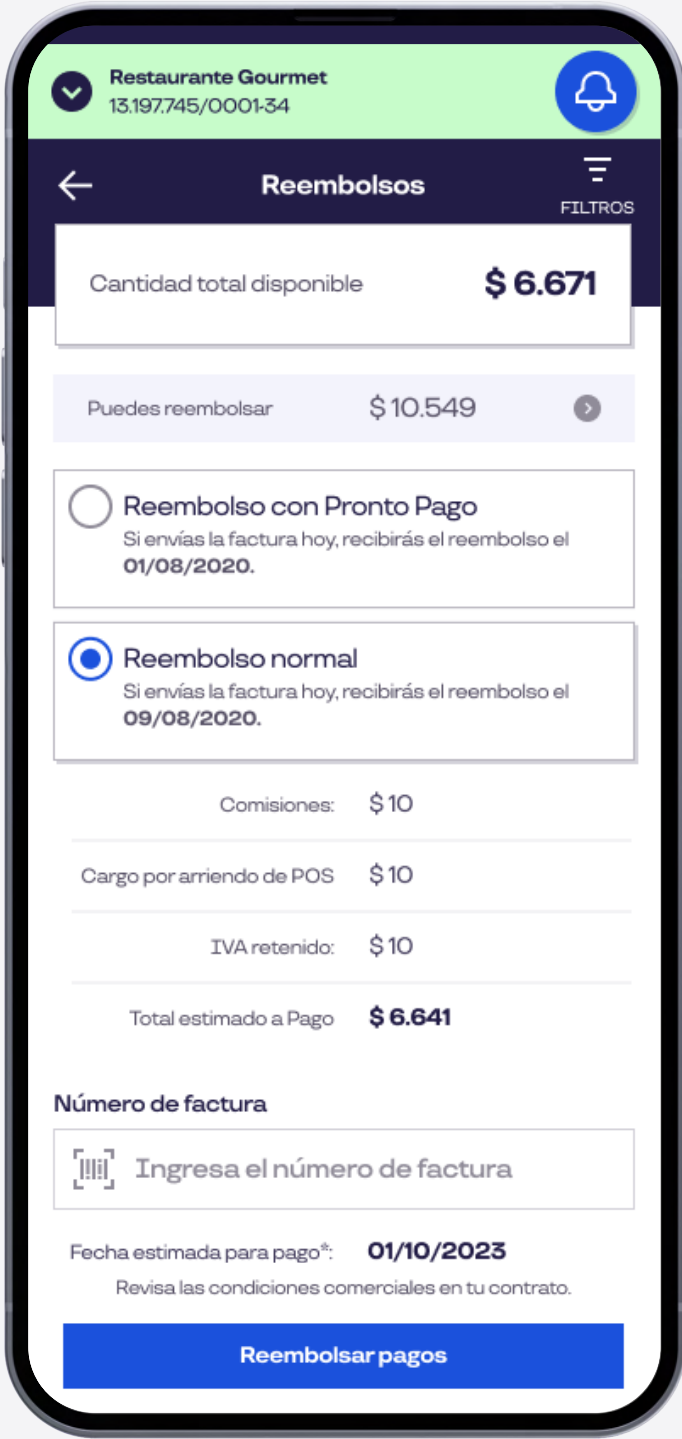 Restaurante Gourmet
13.197.745/0001-34
Reembolsos
FILTROS
Cantidad total disponible $ 6.671
Puedes reembolsar $ 10.549
Reembolso con Pronto Pago
Si envías la factura hoy, recibirás el reembolso el
01/08/2020.
Reembolso normal
Si envías la factura hoy, recibirás el reembolso el
09/08/2020.
Comisiones: $ 10
Cargo por arriendo de POS $ 10
IVA retenido: $ 10
Total estimado a Pago $ 6.641
Número de factura
Ingresa el número de factura
Fecha estimada para pago*: 01/10/2023
Revisa las condiciones comerciales en tu contrato.
Reembolsar pagos